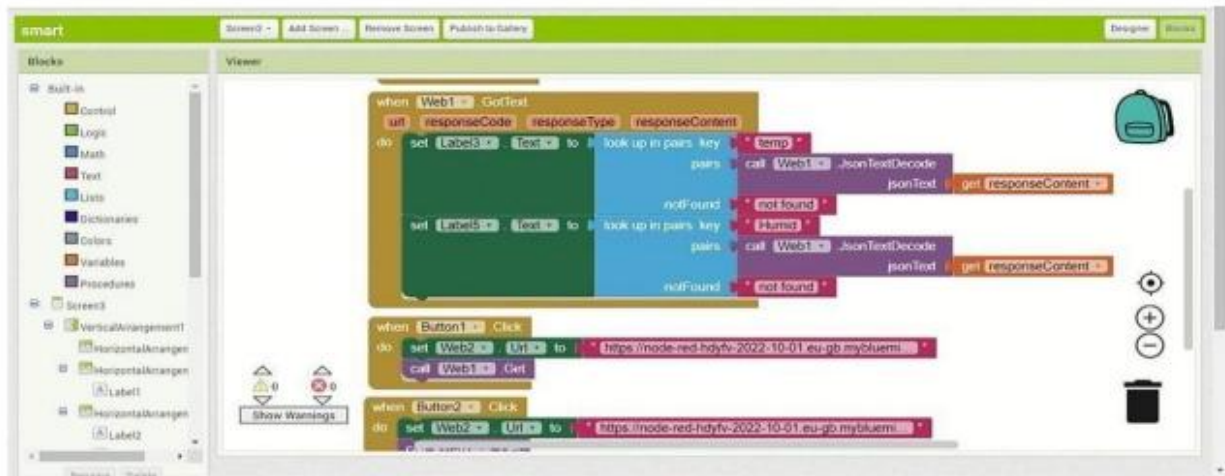 smart
Screen3 Add Screen ... Remove Screen Publish to Gallery
Designer Blocks
Blocks
Viewer
Built-in
Control
Logic
Math
Text
Lists
Dictionaries
Colors
Variables
Procedures
Screen3
VerticalArrangement1
HorizontalArrangen
HorizontalArrangen
Label1
HorizontalArrangen
Label2
Rename Delete
when Web1 .GotText
url responseCode responseType responseContent
do set Label3 . Text to look up in pairs key " temp "
pairs call Web1 .JsonTextDecode
jsonText get responseContent
notFound " not found "
set Label5 . Text to look up in pairs key " Humid "
pairs call Web1 .JsonTextDecode
jsonText get responseContent
notFound " not found "
when Button1 .Click
do set Web2 . Url to " https://node-red-hdyfv-2022-10-01.eu-gb.mybluemi... "
call Web1 .Get
when Button2 .Click
do set Web2 . Url to " https://node-red-hdyfv-2022-10-01.eu-gb.mybluemi... "
0 0
Show Warnings